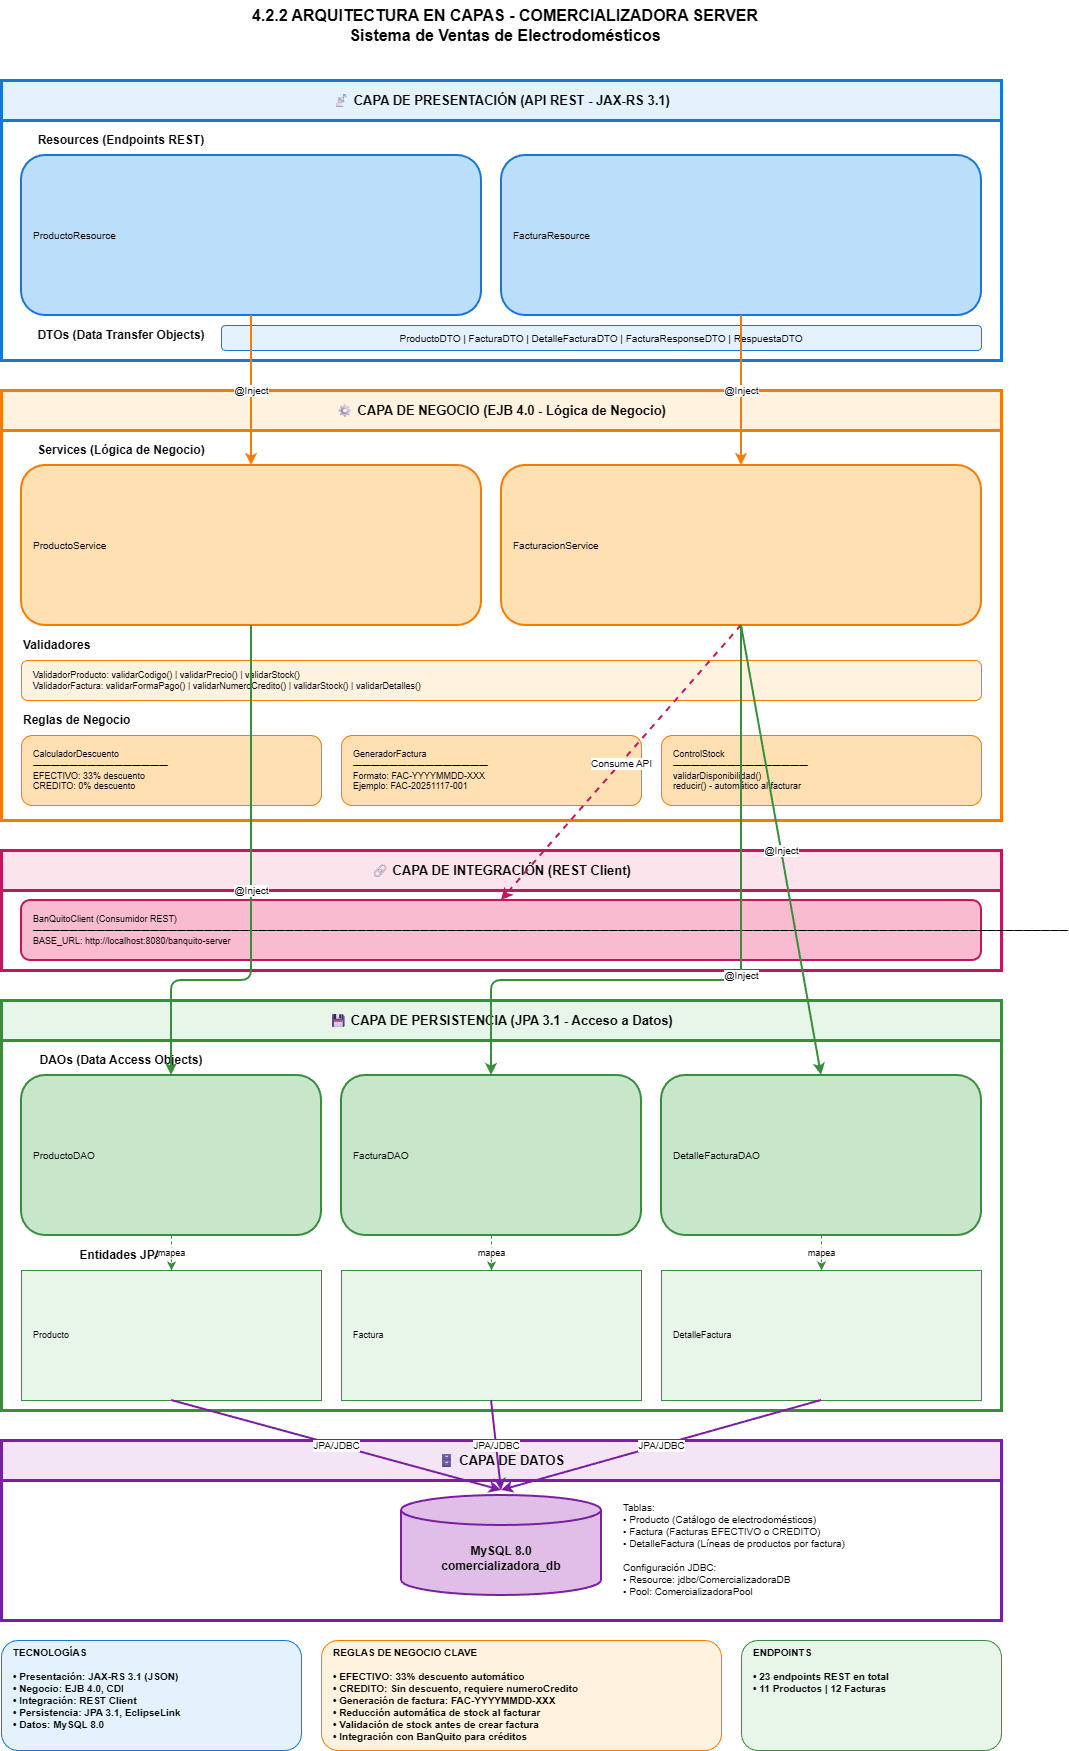 4.2.2 ARQUITECTURA EN CAPAS - COMERCIALIZADORA SERVER
Sistema de Ventas de Electrodomésticos
CAPA DE PRESENTACIÓN (API REST - JAX-RS 3.1)
Resources (Endpoints REST)
ProductoResource
FacturaResource
DTOs (Data Transfer Objects)
ProductoDTO | FacturaDTO | DetalleFacturaDTO | FacturaResponseDTO | RespuestaDTO
@Inject
@Inject
CAPA DE NEGOCIO (EJB 4.0 - Lógica de Negocio)
Services (Lógica de Negocio)
ProductoService
FacturacionService
Validadores
ValidadorProducto: validarCodigo() | validarPrecio() | validarStock()
ValidadorFactura: validarFormaPago() | validarNumeroCredito() | validarStock() | validarDetalles()
Reglas de Negocio
CalculadorDescuento
EFECTIVO: 33% descuento
CREDITO: 0% descuento
GeneradorFactura
Formato: FAC-YYYYMMDD-XXX
Ejemplo: FAC-20251117-001
ControlStock
validarDisponibilidad()
reducir() - automático al facturar
Consume API
@Inject
CAPA DE INTEGRACIÓN (REST Client)
@Inject
BanQuitoClient (Consumidor REST)
BASE_URL: http://localhost:8080/banquito-server
@Inject
CAPA DE PERSISTENCIA (JPA 3.1 - Acceso a Datos)
DAOs (Data Access Objects)
ProductoDAO
FacturaDAO
DetalleFacturaDAO
Entidades JPA
mapea
mapea
mapea
Producto
Factura
DetalleFactura
JPA/JDBC
JPA/JDBC
JPA/JDBC
CAPA DE DATOS
MySQL 8.0
comercializadora_db
Tablas:
• Producto (Catálogo de electrodomésticos)
• Factura (Facturas EFECTIVO o CREDITO)
• DetalleFactura (Líneas de productos por factura)
Configuración JDBC:
• Resource: jdbc/ComercializadoraDB
• Pool: ComercializadoraPool
TECNOLOGÍAS
• Presentación: JAX-RS 3.1 (JSON)
• Negocio: EJB 4.0, CDI
• Integración: REST Client
• Persistencia: JPA 3.1, EclipseLink
• Datos: MySQL 8.0
REGLAS DE NEGOCIO CLAVE
• EFECTIVO: 33% descuento automático
• CREDITO: Sin descuento, requiere numeroCredito
• Generación de factura: FAC-YYYYMMDD-XXX
• Reducción automática de stock al facturar
• Validación de stock antes de crear factura
• Integración con BanQuito para créditos
ENDPOINTS
• 23 endpoints REST en total
• 11 Productos | 12 Facturas